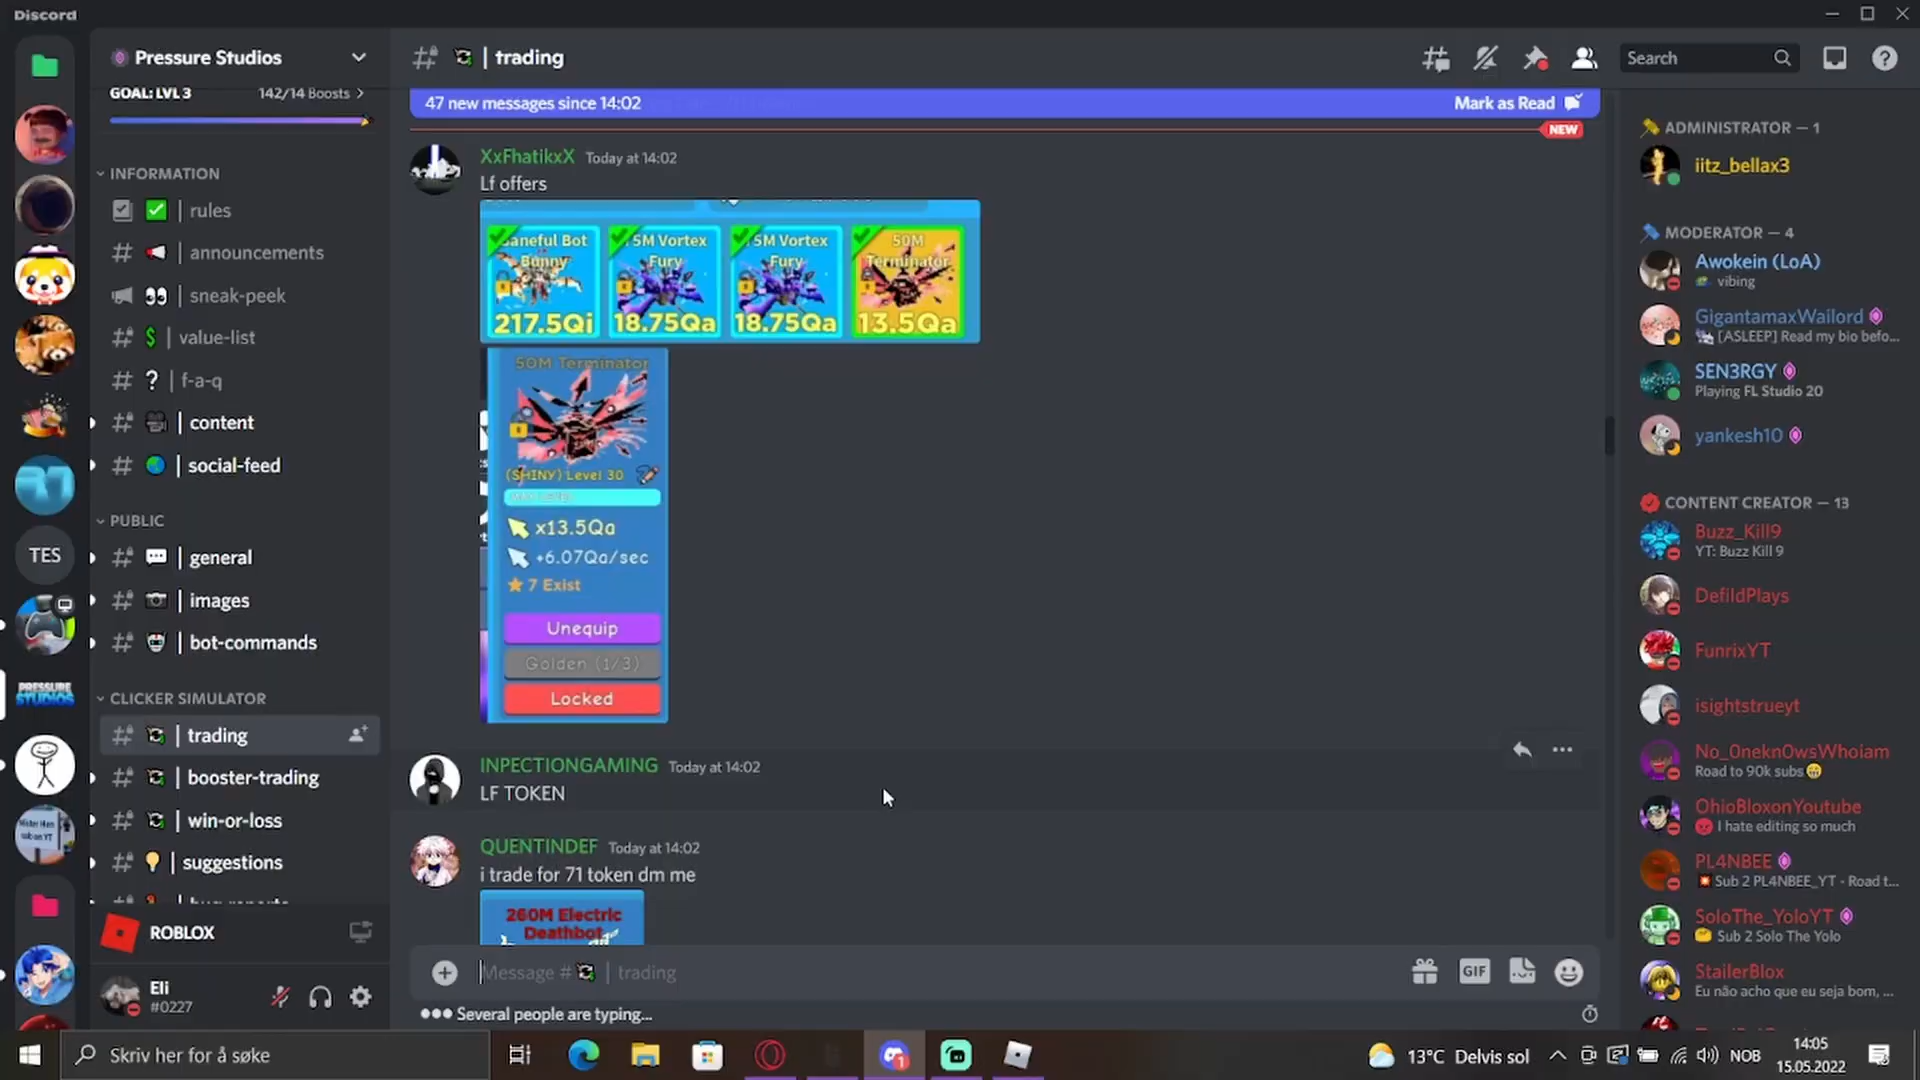 Discord
Pressure Studios
GOAL: LVL 3
142/14 Boosts
INFORMATION
rules
announcements
sneak-peek
value-list
f-a-q
content
social-feed
PUBLIC
general
images
bot-commands
CLICKER SIMULATOR
trading
booster-trading
win-or-loss
suggestions
ROBLOX
Eli
#0227
TES
PRESSURE
STUDIOS
| trading
Search
47 new messages since 14:02
Mark as Read
NEW
XxFhatikxX Today at 14:02
Lf offers
Bot
Bunny
217.5Qi
5M Vortex
Fury
18.75Qa
5M Vortex
Fury
18.75Qa
50M
Terminator
13.5Qa
50M Terminator
(SHINY) Level 30
x13.5Qa
+6.07Qa/sec
7 Exist
Unequip
Golden (1/3)
Locked
INPECTIONGAMING Today at 14:02
LF TOKEN
QUENTINDEF Today at 14:02
i trade for 71 token dm me
260M Electric
Deathbot
Message # | trading
GIF
Several people are typing...
ADMINISTRATOR — 1
iitz_bellax3
MODERATOR — 4
Awokein (LoA)
vibing
GigantamaxWailord
[ASLEEP] Read my bio befo...
SEN3RGY
Playing FL Studio 20
yankesh10
CONTENT CREATOR — 13
Buzz_Kill9
YT: Buzz Kill 9
DefildPlays
FunrixYT
isightstrueyt
No_0nekn0wsWhoiam
Road to 90k subs
OhioBloxonYoutube
I hate editing so much
PL4NBEE
Sub 2 PL4NBEE_YT - Road t...
SoloThe_YoloYT
Sub 2 Solo The Yolo
StailerBlox
Eu não acho que eu seja bom, ...
Skriv her for å søke
1
13°C Delvis sol
NOB
14:05
15.05.2022